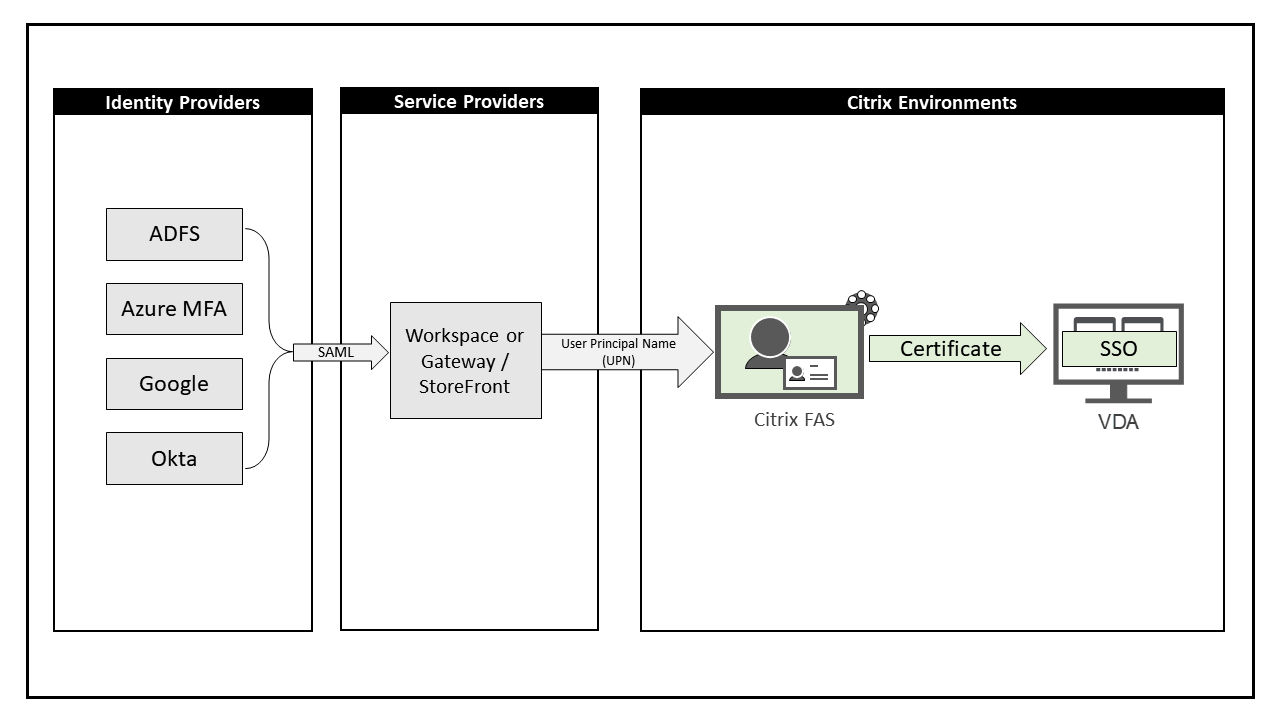 Identity Providers
Service Providers
Citrix Environments
ADFS
Azure MFA
Google
Okta
SAML
Workspace or
Gateway /
StoreFront
User Principal Name
(UPN)
Citrix FAS
Certificate
SSO
VDA